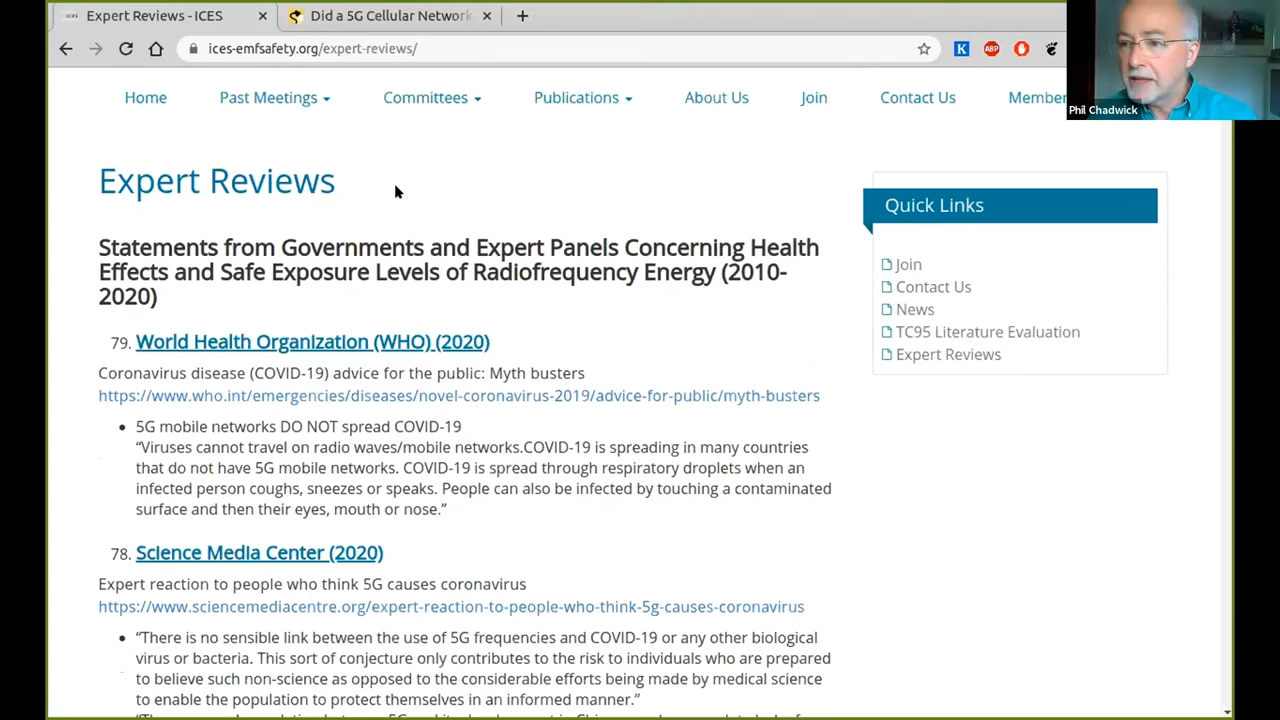 Expert Reviews - ICES
Did a 5G Cellular Network
ices-emfsafety.org/expert-reviews/
K
ABP
Home
Past Meetings
Committees
Publications
About Us
Join
Contact Us
Member
Phil Chadwick
Expert Reviews
Statements from Governments and Expert Panels Concerning Health
Effects and Safe Exposure Levels of Radiofrequency Energy (2010-
2020)
79. World Health Organization (WHO) (2020)
Coronavirus disease (COVID-19) advice for the public: Myth busters
https://www.who.int/emergencies/diseases/novel-coronavirus-2019/advice-for-public/myth-busters
• 5G mobile networks DO NOT spread COVID-19
“Viruses cannot travel on radio waves/mobile networks.COVID-19 is spreading in many countries
that do not have 5G mobile networks. COVID-19 is spread through respiratory droplets when an
infected person coughs, sneezes or speaks. People can also be infected by touching a contaminated
surface and then their eyes, mouth or nose.”
78. Science Media Center (2020)
Expert reaction to people who think 5G causes coronavirus
https://www.sciencemediacentre.org/expert-reaction-to-people-who-think-5g-causes-coronavirus
• “There is no sensible link between the use of 5G frequencies and COVID-19 or any other biological
virus or bacteria. This sort of conjecture only contributes to the risk to individuals who are prepared
to believe such non-science as opposed to the considerable efforts being made by medical science
to enable the population to protect themselves in an informed manner.”
Quick Links
Join
Contact Us
News
TC95 Literature Evaluation
Expert Reviews